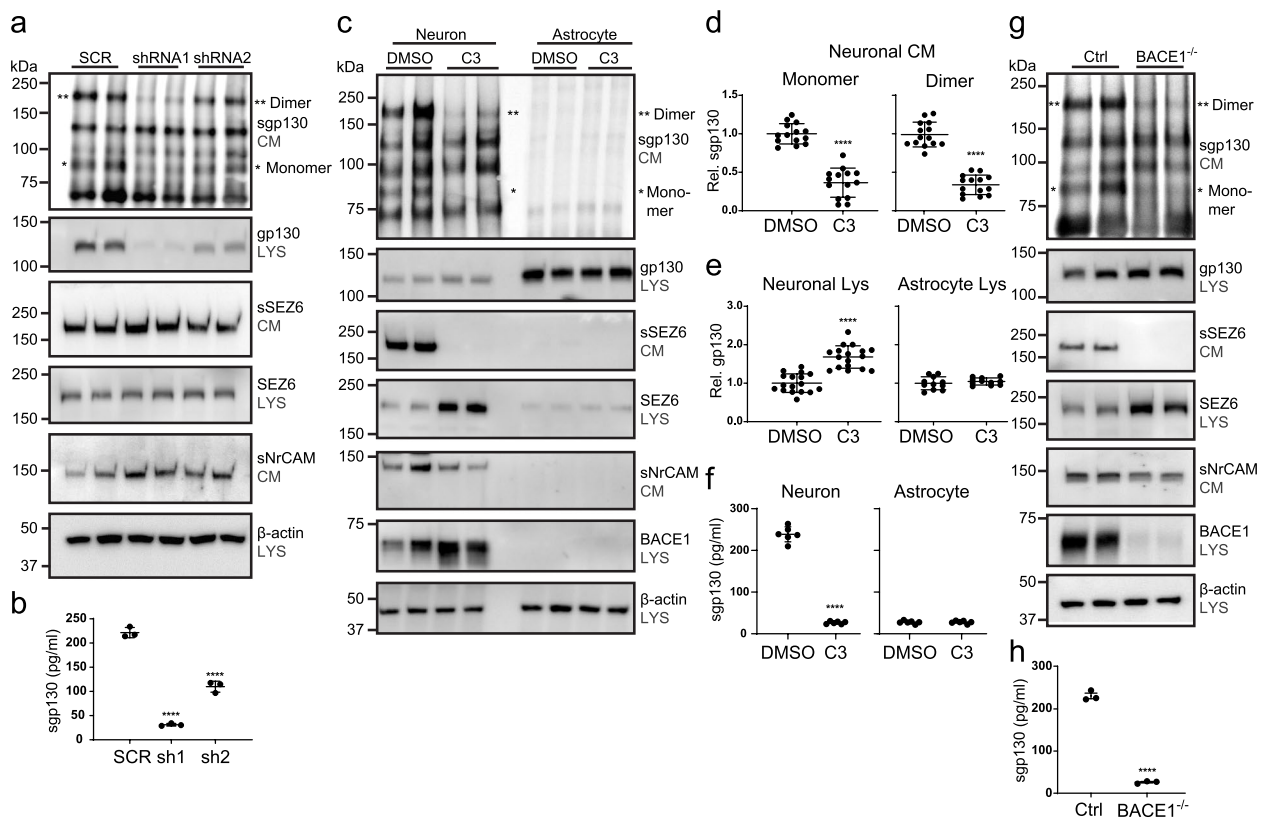 a
SCR shRNA1 shRNA2
kDa
250
150
100
75
**
*
** Dimer
sgp130
CM
* Monomer
150
100
gp130
LYS
250
150
sSEZ6
CM
250
150
SEZ6
LYS
150
sNrCAM
CM
50
37
β-actin
LYS
b
sgp130 (pg/ml)
250
200
150
100
50
0
****
****
SCR sh1 sh2
c
Neuron Astrocyte
DMSO C3 DMSO C3
kDa
250
150
100
75
**
*
** Dimer
sgp130
CM
* Mono-
mer
150
100
gp130
LYS
250
150
sSEZ6
CM
250
150
SEZ6
LYS
150
sNrCAM
CM
75
BACE1
LYS
50
37
β-actin
LYS
d
Neuronal CM
Monomer Dimer
Rel. sgp130
1.5
1.0
0.5
0.0
****
****
DMSO C3 DMSO C3
e
Neuronal Lys Astrocyte Lys
Rel. gp130
3.0
2.0
1.0
0.0
****
DMSO C3 DMSO C3
f
Neuron Astrocyte
sgp130 (pg/ml)
300
200
100
0
****
DMSO C3 DMSO C3
g
Ctrl BACE1-/-
kDa
250
150
100
75
**
*
** Dimer
sgp130
CM
* Mono-
mer
150
100
gp130
LYS
250
150
sSEZ6
CM
250
150
SEZ6
LYS
150
sNrCAM
CM
75
BACE1
LYS
50
37
β-actin
LYS
h
sgp130 (pg/ml)
300
200
100
0
****
Ctrl BACE1-/-